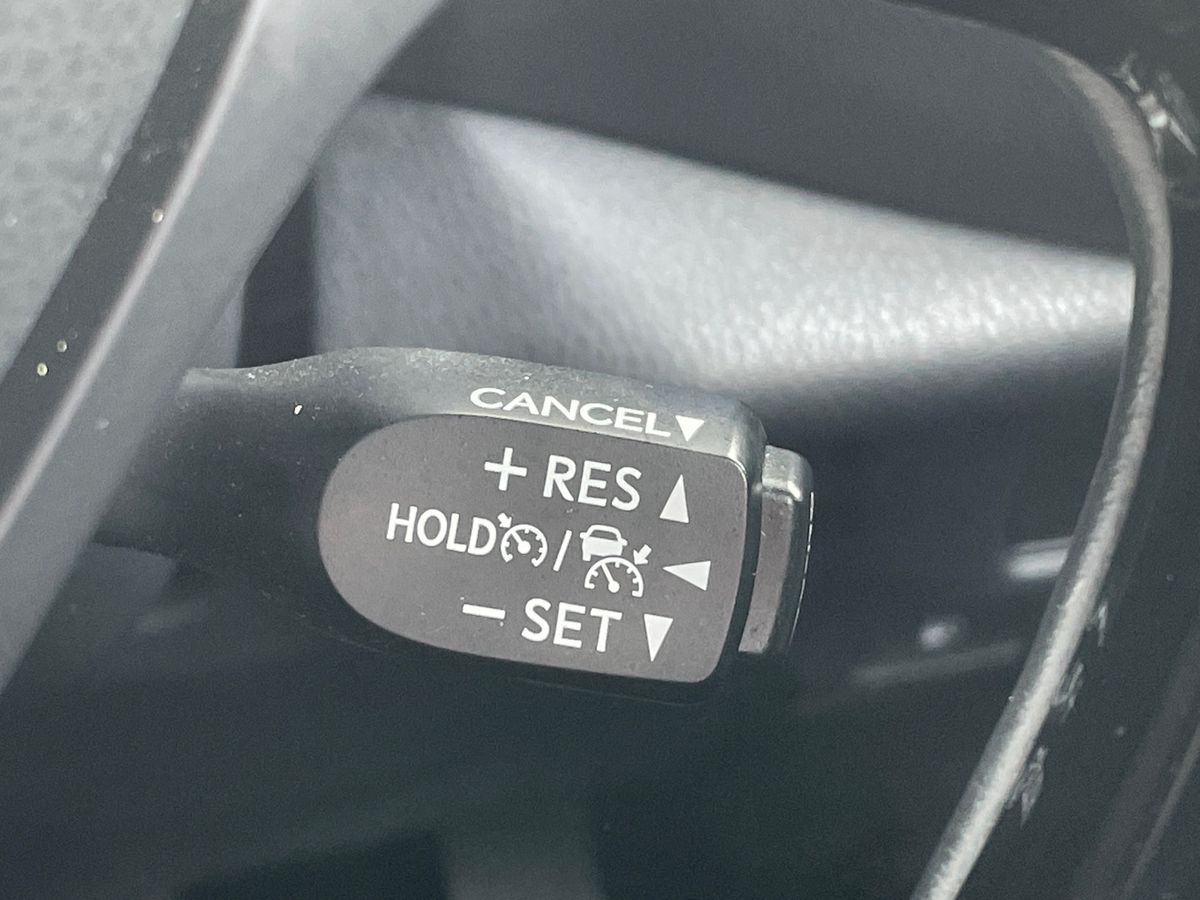 CANCEL▼
+ RES ▲
HOLD / ◀
− SET ▼